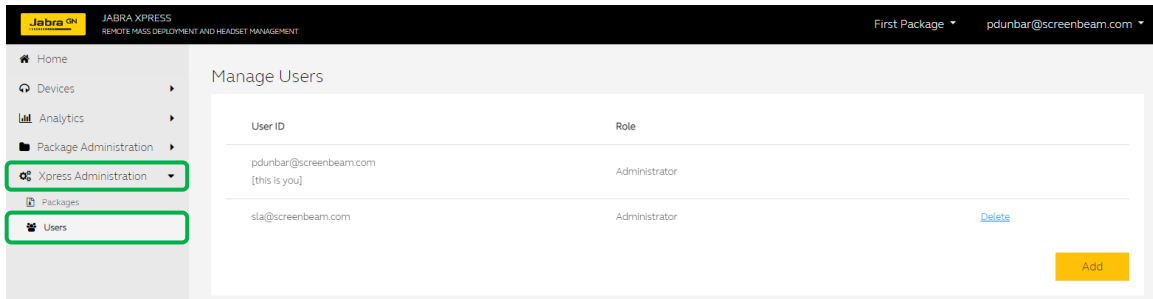 Jabra GN
JABRA XPRESS
REMOTE MASS DEPLOYMENT AND HEADSET MANAGEMENT
First Package
pdunbar@screenbeam.com
Home
Devices
Analytics
Package Administration
Xpress Administration
Packages
Users
Manage Users
User ID Role
pdunbar@screenbeam.com
[this is you]
Administrator
sla@screenbeam.com Administrator Delete
Add